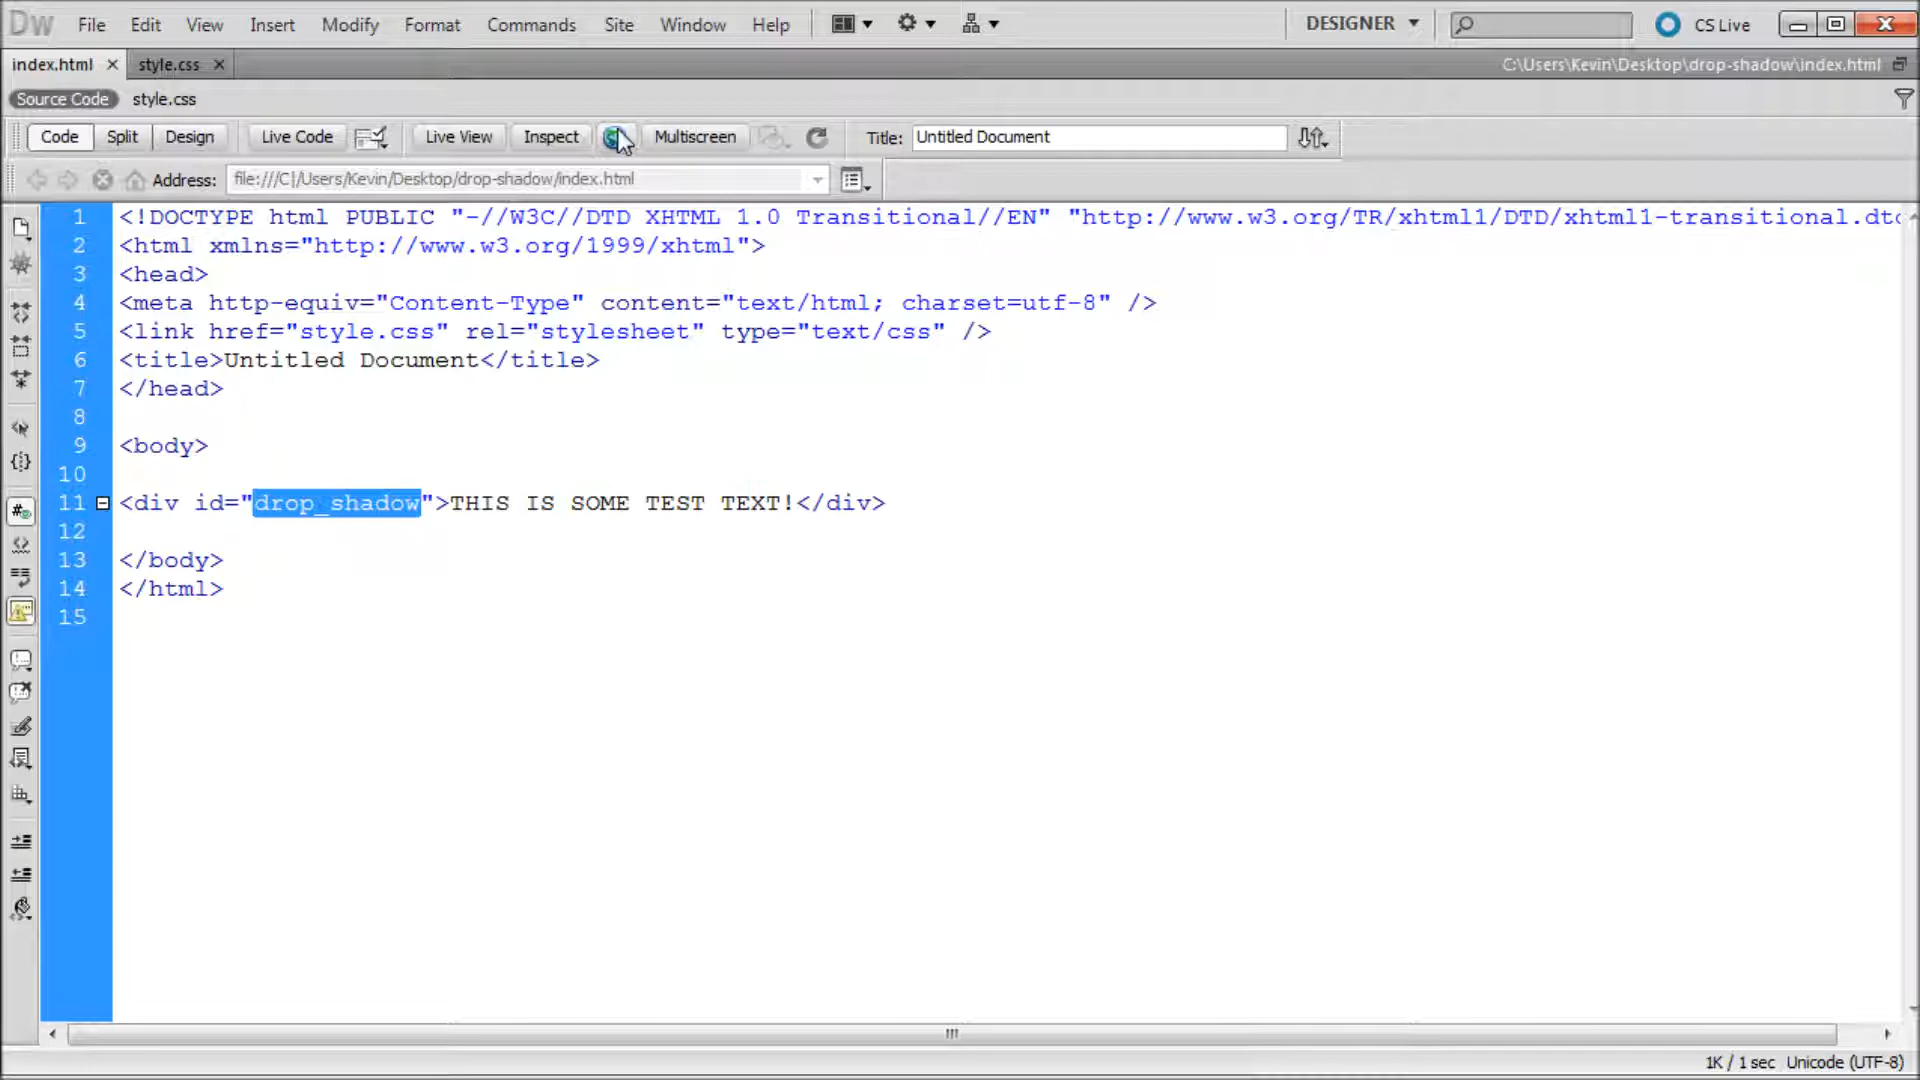 Dw File Edit View Insert Modify Format Commands Site Window Help DESIGNER CS Live
index.html style.css C:\Users\Kevin\Desktop\drop-shadow\index.html
Source Code style.css
Code Split Design Live Code Live View Inspect Multiscreen Title: Untitled Document
Address: file:///C|/Users/Kevin/Desktop/drop-shadow/index.html
1 <!DOCTYPE html PUBLIC "-//W3C//DTD XHTML 1.0 Transitional//EN" "http://www.w3.org/TR/xhtml1/DTD/xhtml1-transitional.dtd
2 <html xmlns="http://www.w3.org/1999/xhtml">
3 <head>
4 <meta http-equiv="Content-Type" content="text/html; charset=utf-8" />
5 <link href="style.css" rel="stylesheet" type="text/css" />
6 <title>Untitled Document</title>
7 </head>
8
9 <body>
10
11 <div id="drop_shadow">THIS IS SOME TEST TEXT!</div>
12
13 </body>
14 </html>
15
1K / 1 sec Unicode (UTF-8)